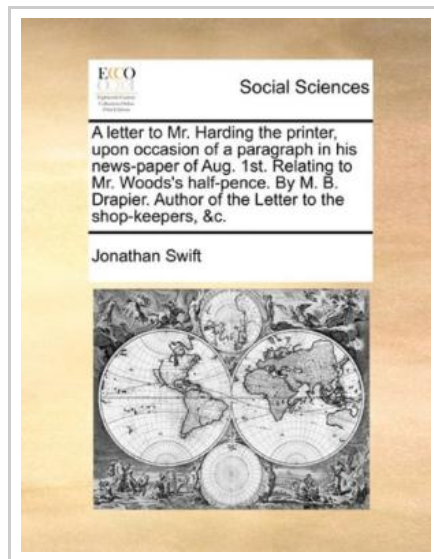 ECCO
Social Sciences
A letter to Mr. Harding the printer,
upon occasion of a paragraph in his
news-paper of Aug. 1st. Relating to
Mr. Woods's half-pence. By M. B.
Drapier. Author of the Letter to the
shop-keepers, &c.
Jonathan Swift